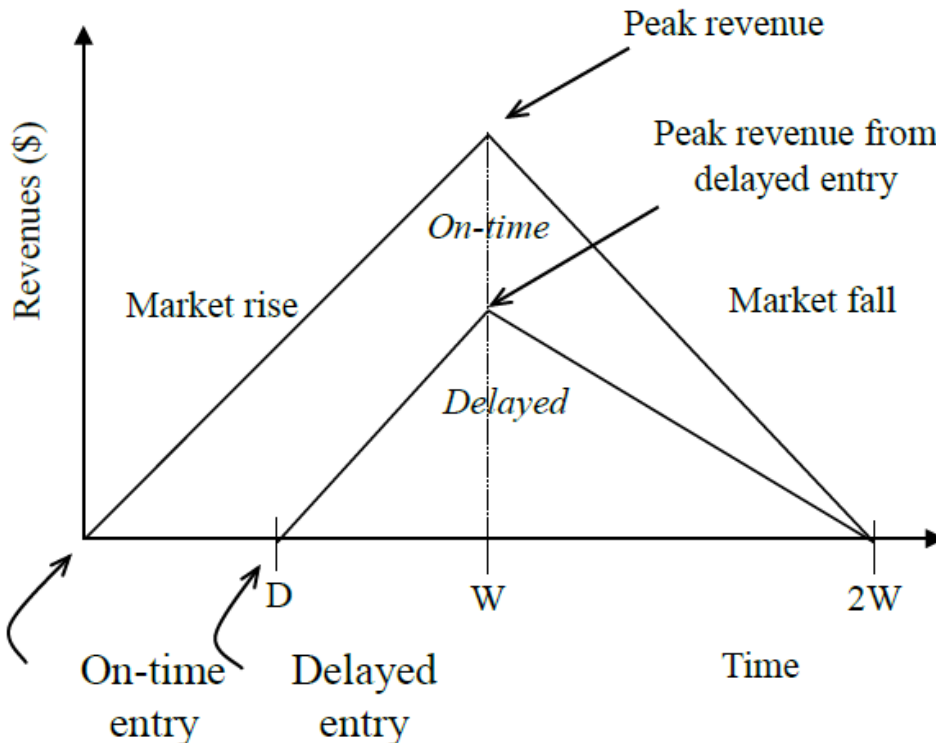 Peak revenue
Peak revenue from
delayed entry
Revenues ($)
On-time
Market rise
Market fall
Delayed
D
W
2W
On-time
entry
Delayed
entry
Time